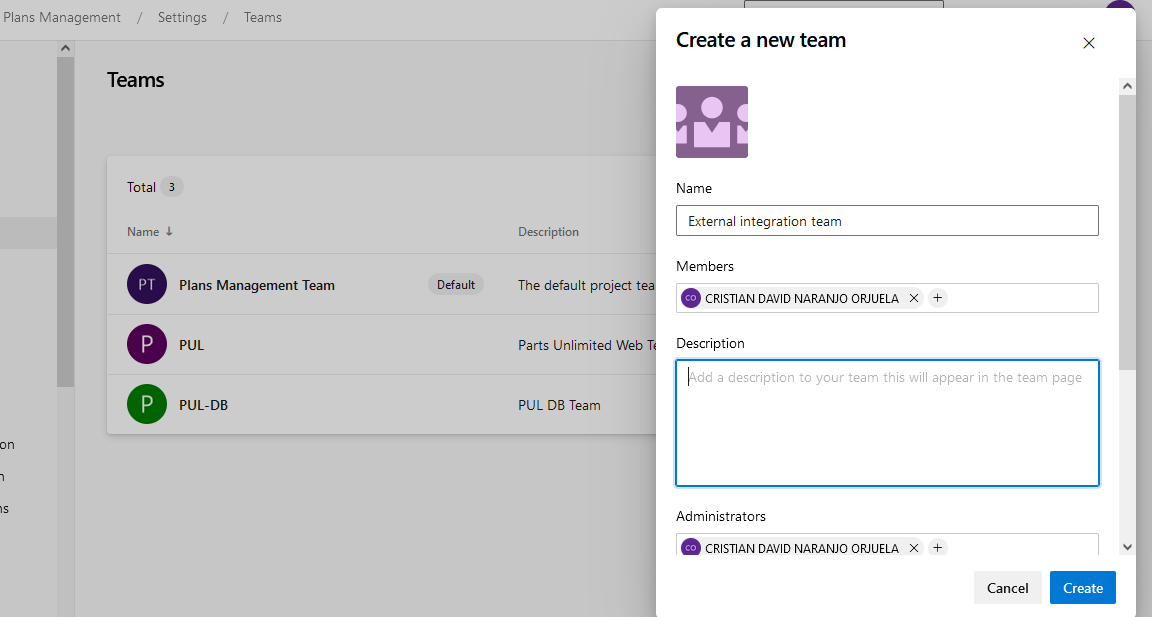 Plans Management / Settings / Teams
Teams
Total 3
Name ↓ Description
PT Plans Management Team Default The default project tea
P PUL Parts Unlimited Web Te
P PUL-DB PUL DB Team
on
n
ns
Create a new team
Name
External integration team
Members
CO CRISTIAN DAVID NARANJO ORJUELA
Description
Add a description to your team this will appear in the team page
Administrators
CO CRISTIAN DAVID NARANJO ORJUELA
Cancel Create